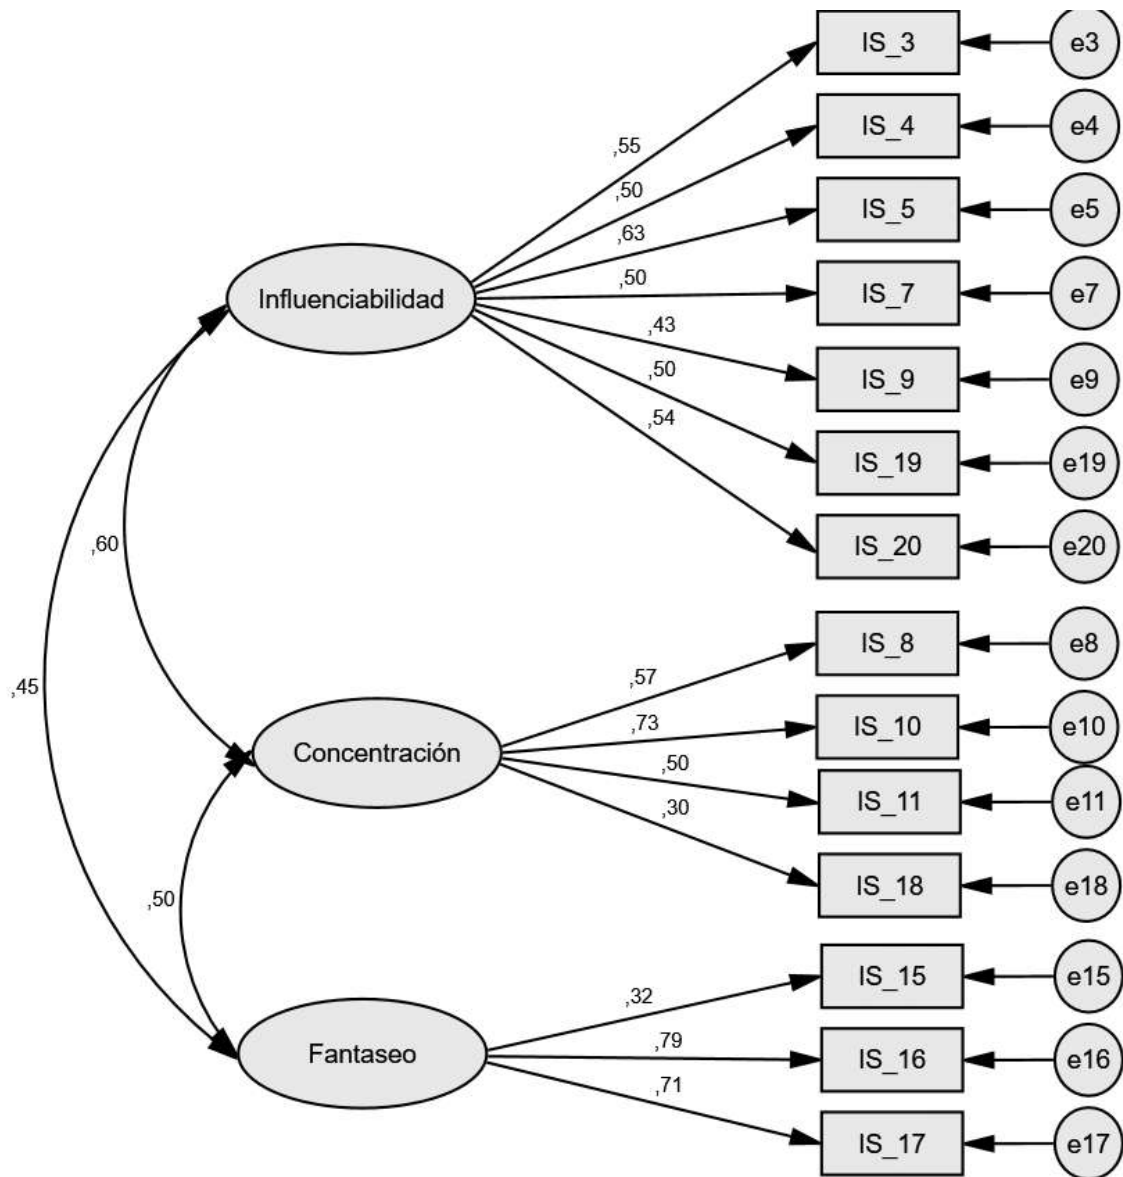 IS_3
e3
,55
IS_4
e4
,50
IS_5
e5
,63
Influenciabilidad
IS_7
e7
,50
IS_9
e9
,43
IS_19
e19
,50
IS_20
e20
,54
,60
IS_8
e8
,57
,45
Concentración
IS_10
e10
,73
IS_11
e11
,50
IS_18
e18
,30
,50
IS_15
e15
,32
Fantaseo
IS_16
e16
,79
IS_17
e17
,71